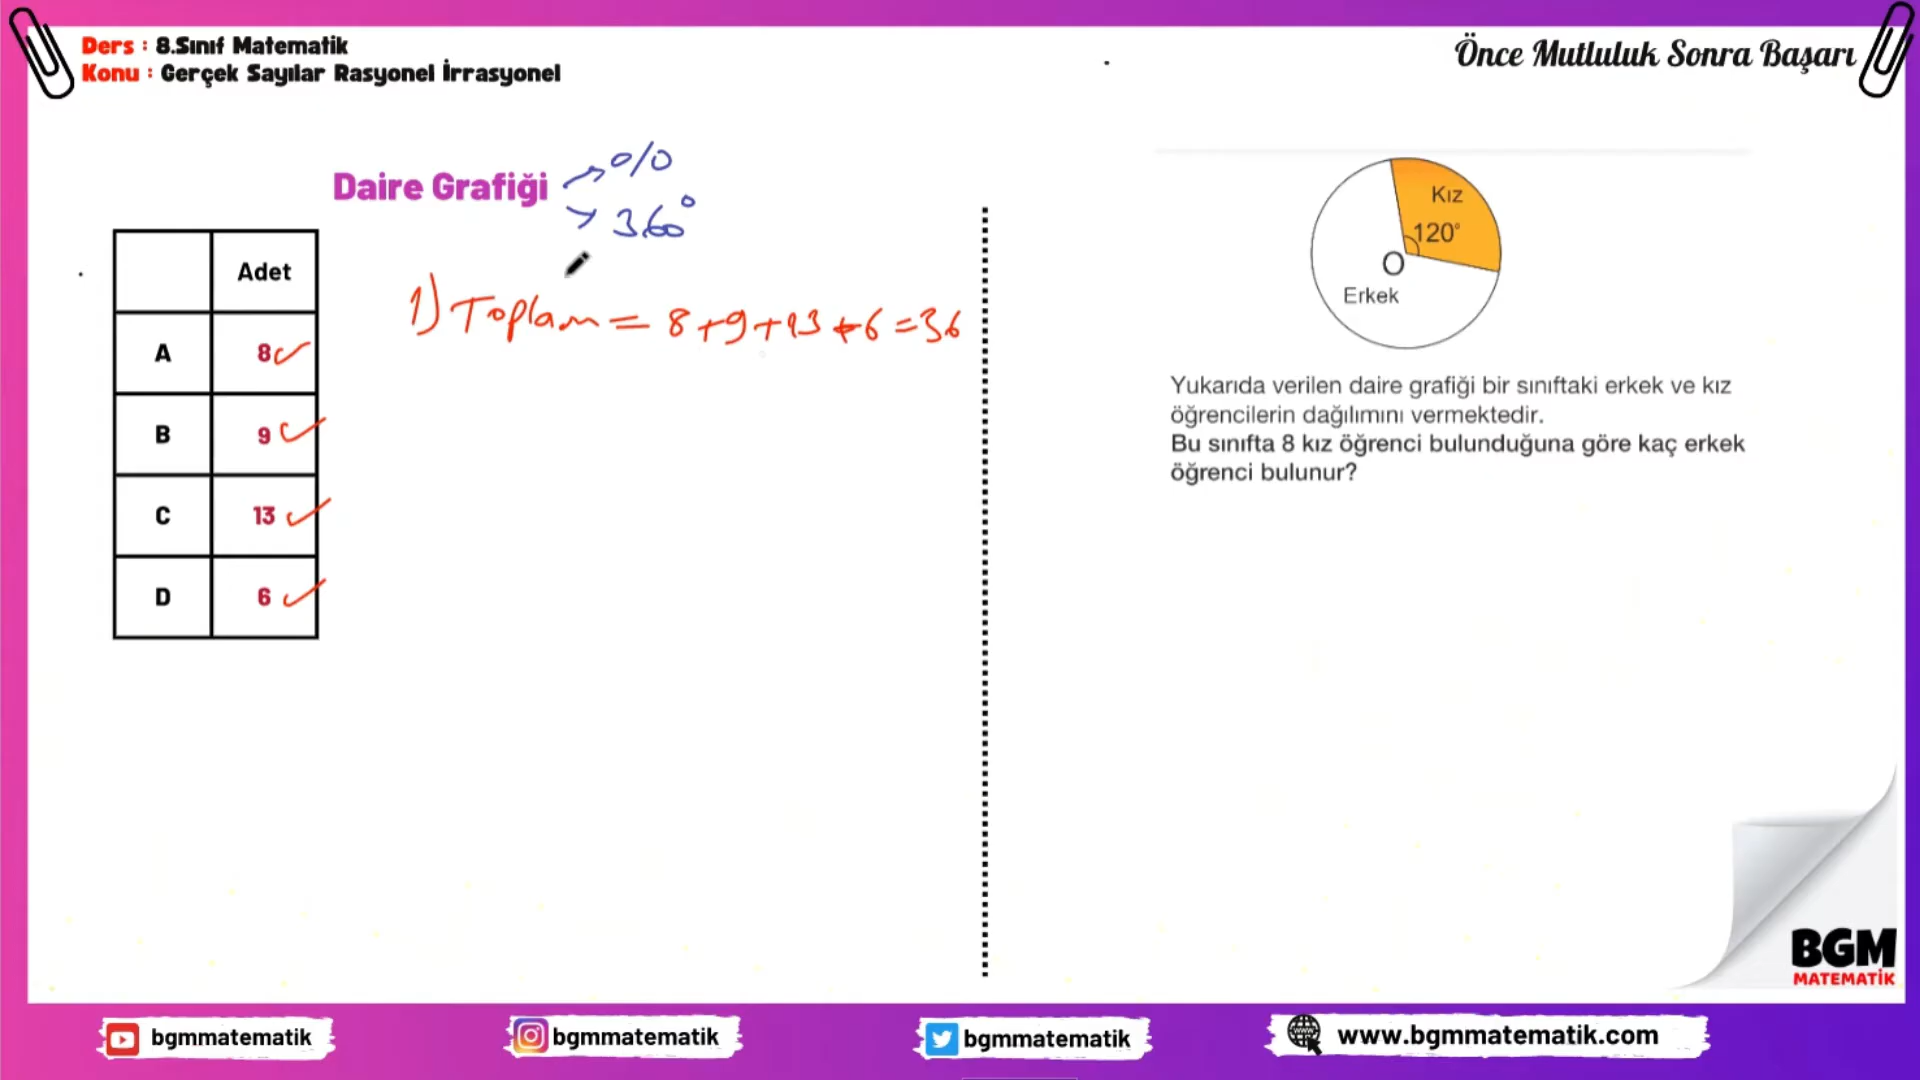 Ders : 8.Sınıf Matematik
Konu : Gerçek Sayılar Rasyonel İrrasyonel
Önce Mutluluk Sonra Başarı
Daire Grafiği
%
360°
Adet
A 8
B 9
C 13
D 6
1) Toplam = 8+9+13+6=36
Kız
120°
O
Erkek
Yukarıda verilen daire grafiği bir sınıftaki erkek ve kız
öğrencilerin dağılımını vermektedir.
Bu sınıfta 8 kız öğrenci bulunduğuna göre kaç erkek
öğrenci bulunur?
BGM
MATEMATİK
bgmmatematik
bgmmatematik
bgmmatematik
www.bgmmatematik.com